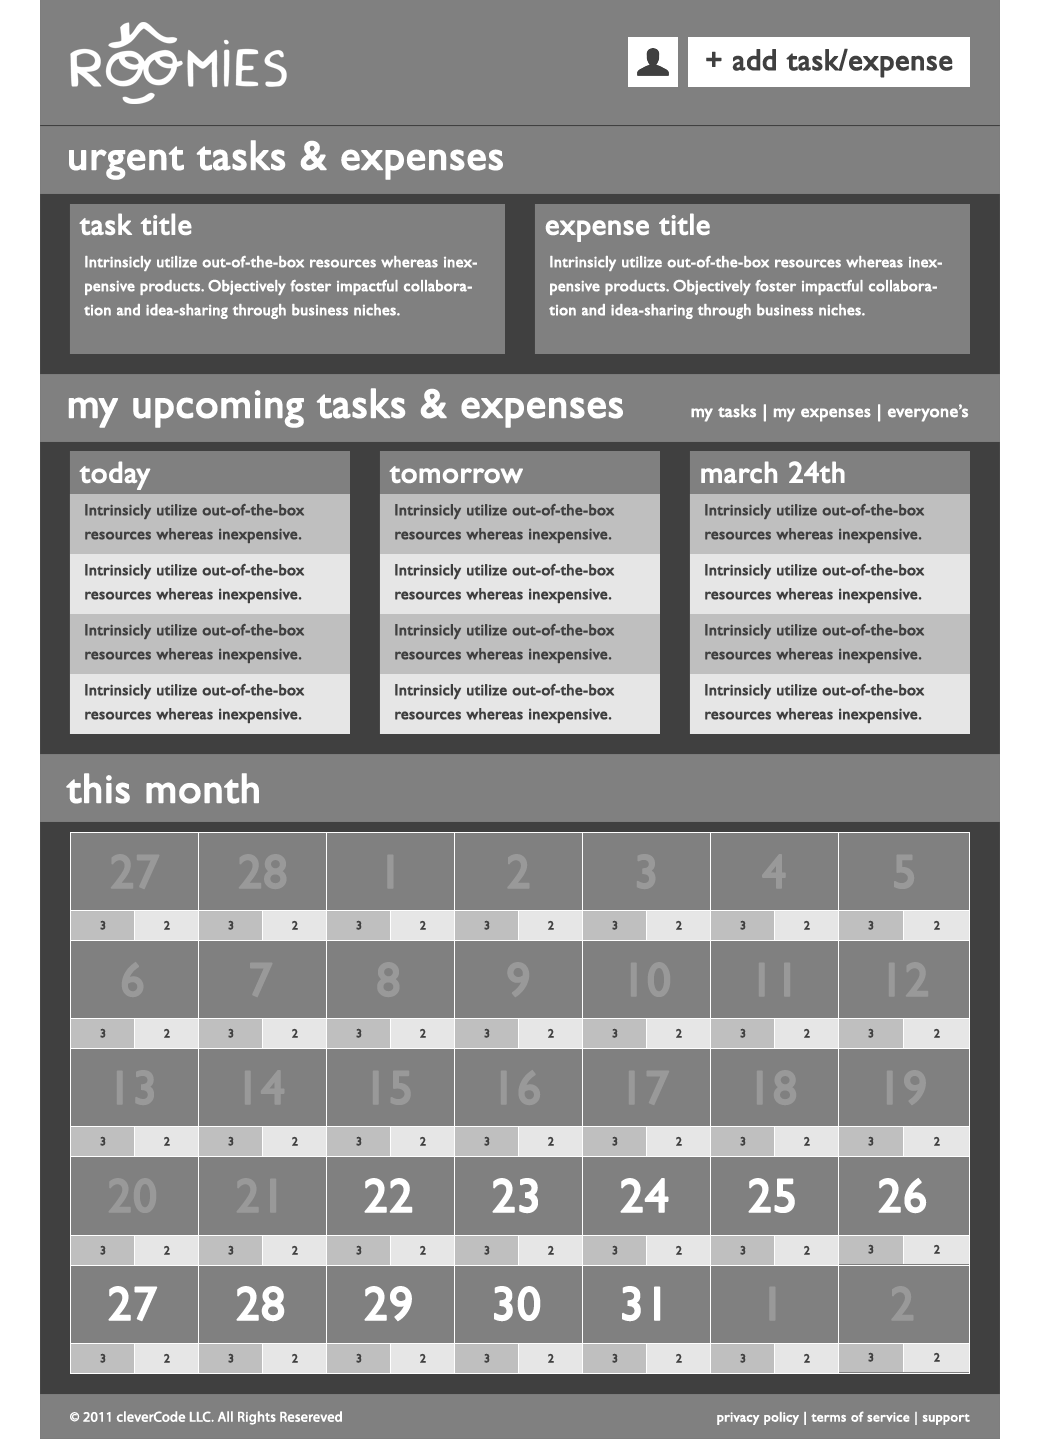 ROOMIES
+ add task/expense
urgent tasks & expenses
task title
Intrinsicly utilize out-of-the-box resources whereas inex-
pensive products. Objectively foster impactful collabora-
tion and idea-sharing through business niches.
expense title
Intrinsicly utilize out-of-the-box resources whereas inex-
pensive products. Objectively foster impactful collabora-
tion and idea-sharing through business niches.
my upcoming tasks & expenses
my tasks | my expenses | everyone's
today
Intrinsicly utilize out-of-the-box
resources whereas inexpensive.
Intrinsicly utilize out-of-the-box
resources whereas inexpensive.
Intrinsicly utilize out-of-the-box
resources whereas inexpensive.
Intrinsicly utilize out-of-the-box
resources whereas inexpensive.
tomorrow
Intrinsicly utilize out-of-the-box
resources whereas inexpensive.
Intrinsicly utilize out-of-the-box
resources whereas inexpensive.
Intrinsicly utilize out-of-the-box
resources whereas inexpensive.
Intrinsicly utilize out-of-the-box
resources whereas inexpensive.
march 24th
Intrinsicly utilize out-of-the-box
resources whereas inexpensive.
Intrinsicly utilize out-of-the-box
resources whereas inexpensive.
Intrinsicly utilize out-of-the-box
resources whereas inexpensive.
Intrinsicly utilize out-of-the-box
resources whereas inexpensive.
this month
27 28 1 2 3 4 5
3 2 3 2 3 2 3 2 3 2 3 2 3 2
6 7 8 9 10 11 12
3 2 3 2 3 2 3 2 3 2 3 2 3 2
13 14 15 16 17 18 19
3 2 3 2 3 2 3 2 3 2 3 2 3 2
20 21 22 23 24 25 26
3 2 3 2 3 2 3 2 3 2 3 2 3 2
27 28 29 30 31 1 2
3 2 3 2 3 2 3 2 3 2 3 2 3 2
© 2011 cleverCode LLC. All Rights Resereved
privacy policy | terms of service | support